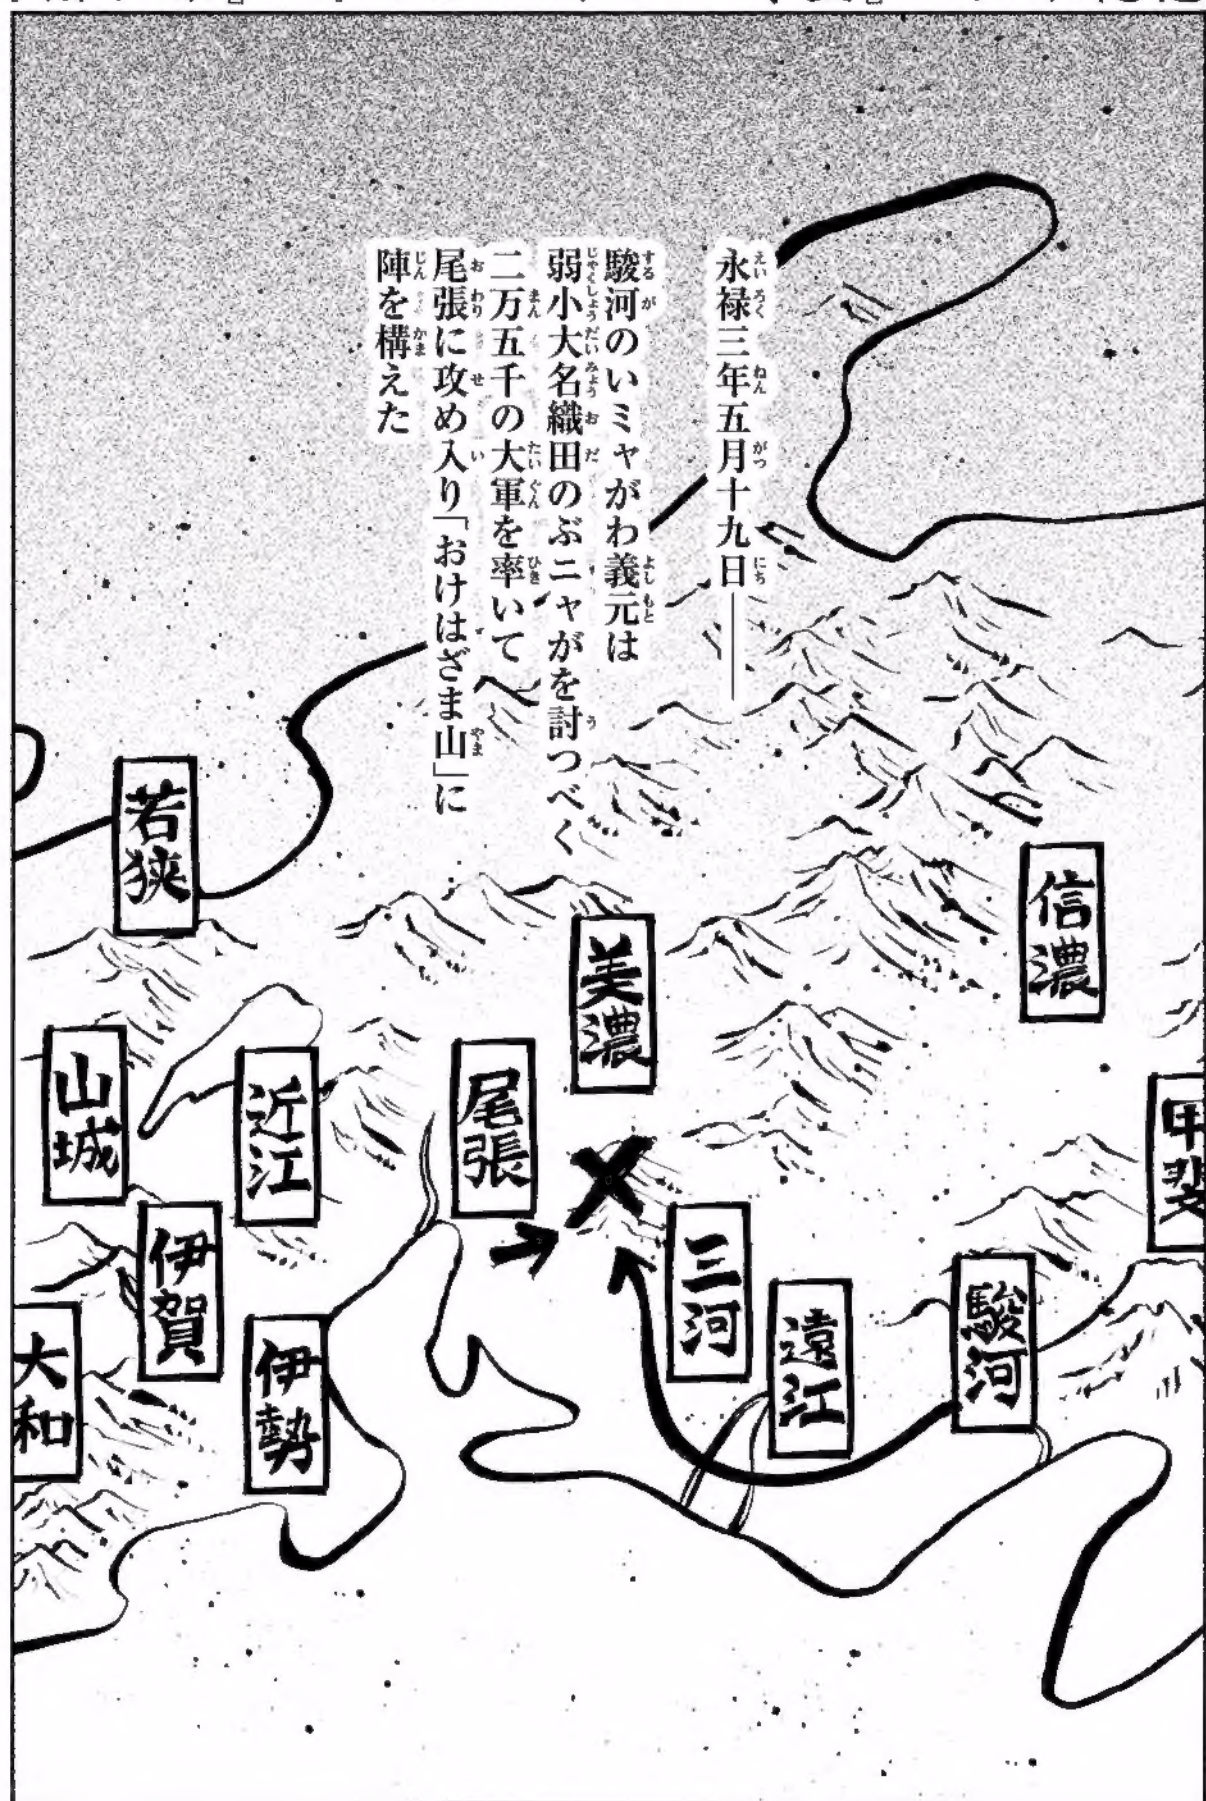 永禄三年五月十九日――
駿河のいミャがわ義元は
弱小大名織田のぶニャがを討つべく
二万五千の大軍を率いて
尾張に攻め入り「おけはざま山」に
陣を構えた
信濃
美濃
若狭
甲斐
尾張
近江
山城
三河
駿河
遠江
伊賀
伊勢
大和